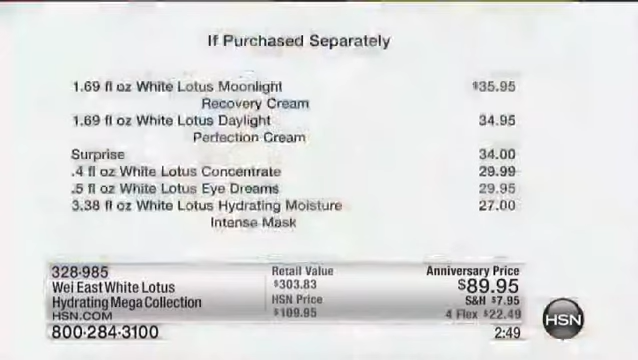 If Purchased Separately
1.69 fl oz White Lotus Moonlight $35.95
Recovery Cream
1.69 fl oz White Lotus Daylight 34.95
Perfection Cream
Surprise 34.00
.4 fl oz White Lotus Concentrate 29.99
.5 fl oz White Lotus Eye Dreams 29.95
3.38 fl oz White Lotus Hydrating Moisture 27.00
Intense Mask
328-985 Retail Value Anniversary Price
Wei East White Lotus $303.83 $89.95
Hydrating Mega Collection HSN Price S&H $7.95
HSN.COM $109.95 4 Flex $22.49
800-284-3100 2:49
HSN